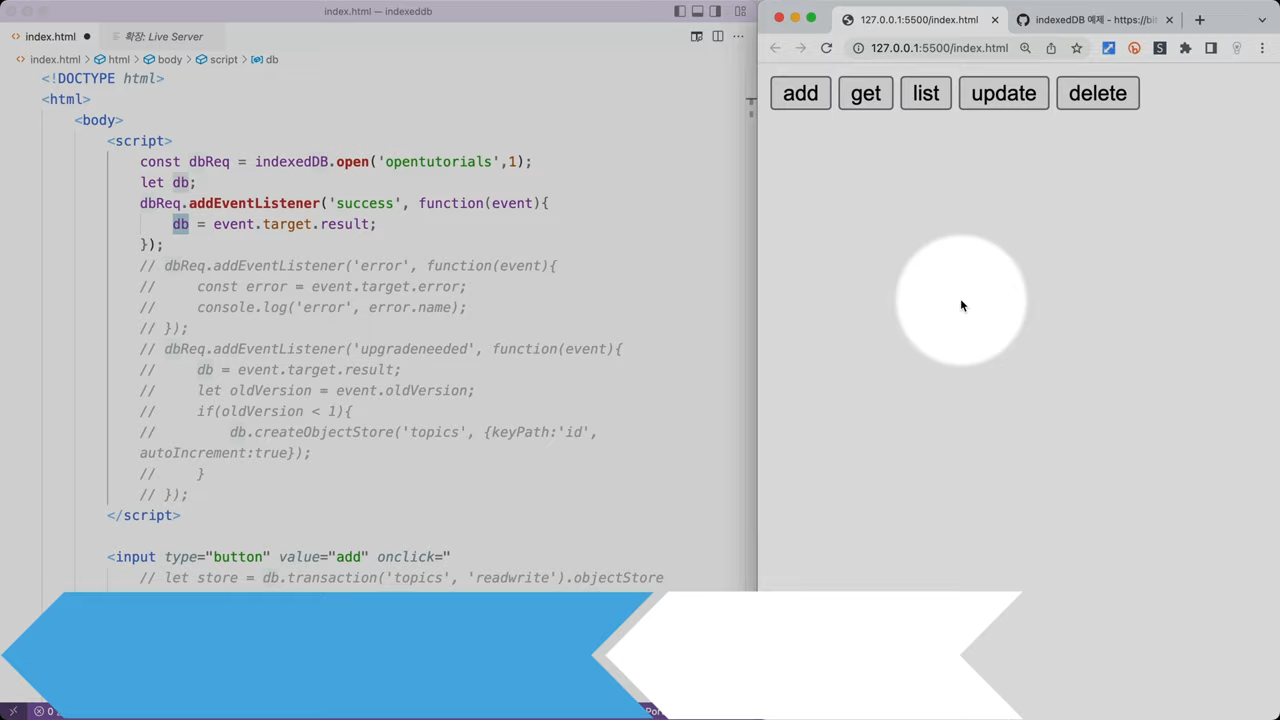 index.html — indexeddb
index.html
확장: Live Server
index.html > html > body > script > db
<!DOCTYPE html>
<html>
<body>
<script>
const dbReq = indexedDB.open('opentutorials',1);
let db;
dbReq.addEventListener('success', function(event){
db = event.target.result;
});
// dbReq.addEventListener('error', function(event){
// const error = event.target.error;
// console.log('error', error.name);
// });
// dbReq.addEventListener('upgradeneeded', function(event){
// db = event.target.result;
// let oldVersion = event.oldVersion;
// if(oldVersion < 1){
// db.createObjectStore('topics', {keyPath:'id',
autoIncrement:true});
// }
// });
</script>
<input type="button" value="add" onclick="
// let store = db.transaction('topics', 'readwrite').objectStore
0
Por
127.0.0.1:5500/index.html
indexedDB 예제 - https://bi
127.0.0.1:5500/index.html
add
get
list
update
delete